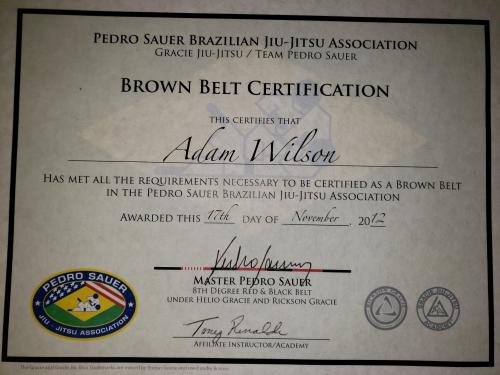 PEDRO SAUER BRAZILIAN JIU-JITSU ASSOCIATION
GRACIE JIU-JITSU / TEAM PEDRO SAUER
BROWN BELT CERTIFICATION
THIS CERTIFIES THAT
Adam Wilson
HAS MET ALL THE REQUIREMENTS NECESSARY TO BE CERTIFIED AS A BROWN BELT
IN THE PEDRO SAUER BRAZILIAN JIU-JITSU ASSOCIATION
AWARDED THIS 17th DAY OF November, 2012
MASTER PEDRO SAUER
8TH DEGREE RED & BLACK BELT
UNDER HELIO GRACIE AND RICKSON GRACIE
PEDRO SAUER
JIU - JITSU ASSOCIATION
Tony Rinaldi
AFFILIATE INSTRUCTOR/ACADEMY